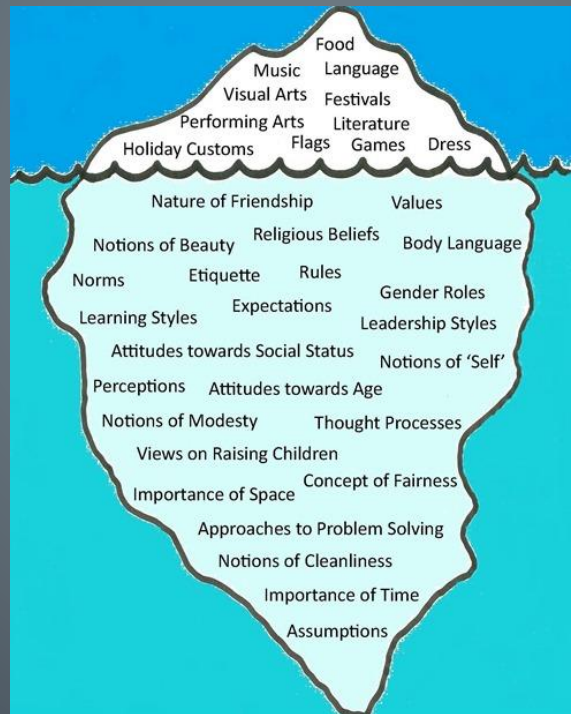 Food
Music Language
Visual Arts Festivals
Performing Arts Literature
Holiday Customs Flags Games Dress
Nature of Friendship Values
Notions of Beauty Religious Beliefs Body Language
Norms Etiquette Rules
Expectations Gender Roles
Learning Styles Leadership Styles
Attitudes towards Social Status Notions of ‘Self’
Perceptions Attitudes towards Age
Notions of Modesty Thought Processes
Views on Raising Children
Importance of Space Concept of Fairness
Approaches to Problem Solving
Notions of Cleanliness
Importance of Time
Assumptions